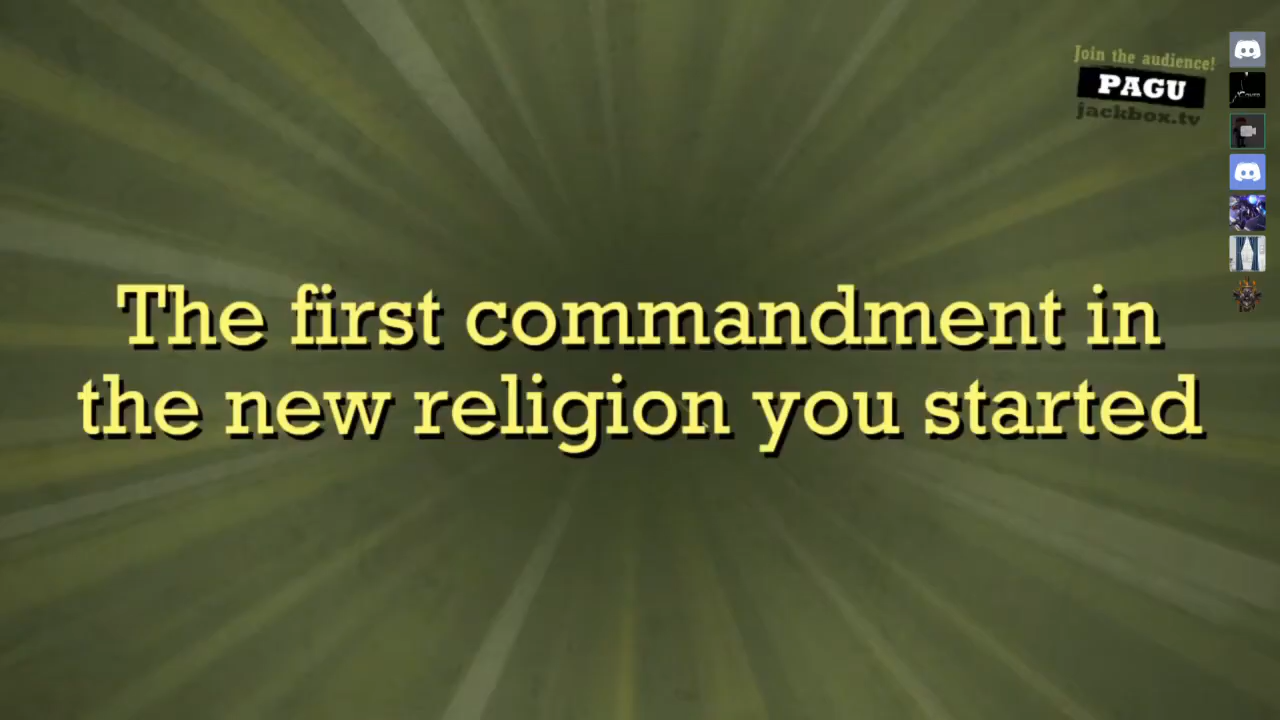 Join the audience!
PAGU
jackbox.tv
The first commandment in
the new religion you started